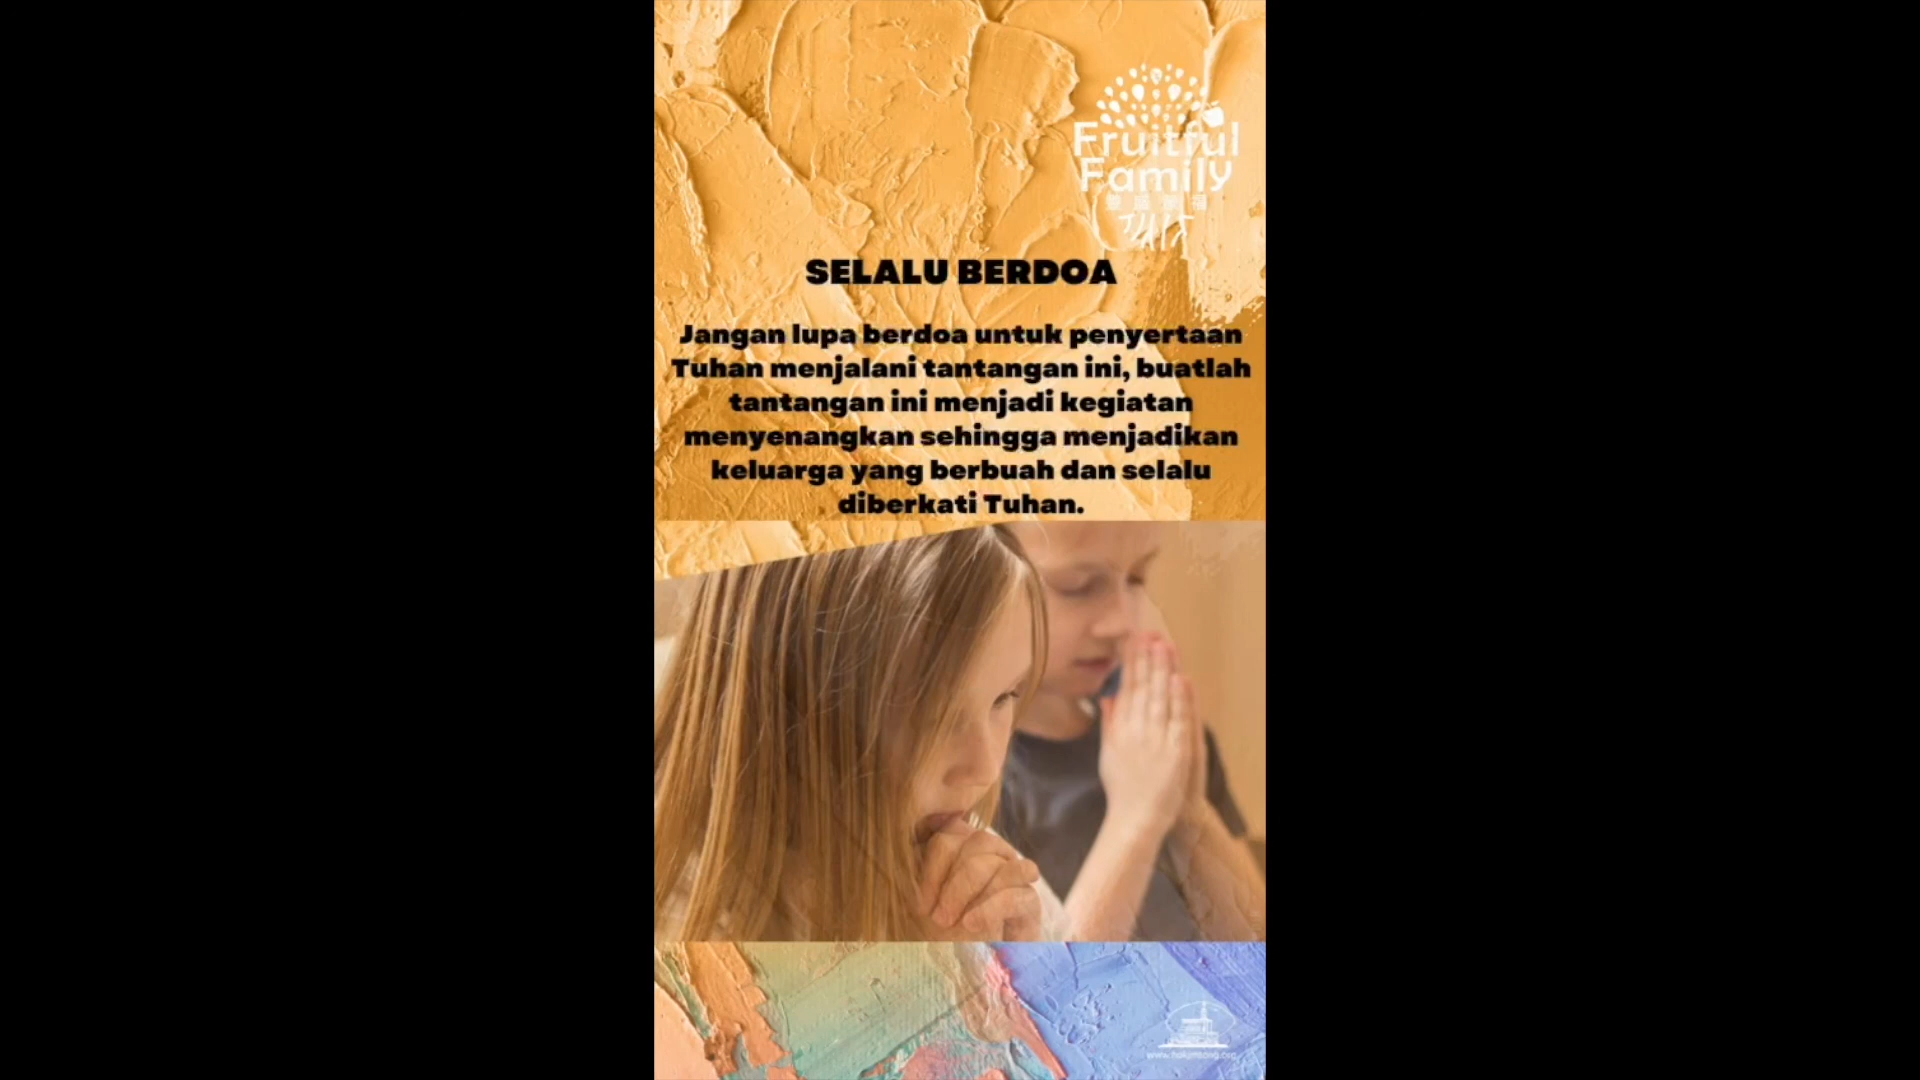 Fruitful
Family
SELALU BERDOA
Jangan lupa berdoa untuk penyertaan
Tuhan menjalani tantangan ini, buatlah
tantangan ini menjadi kegiatan
menyenangkan sehingga menjadikan
keluarga yang berbuah dan selalu
diberkati Tuhan.